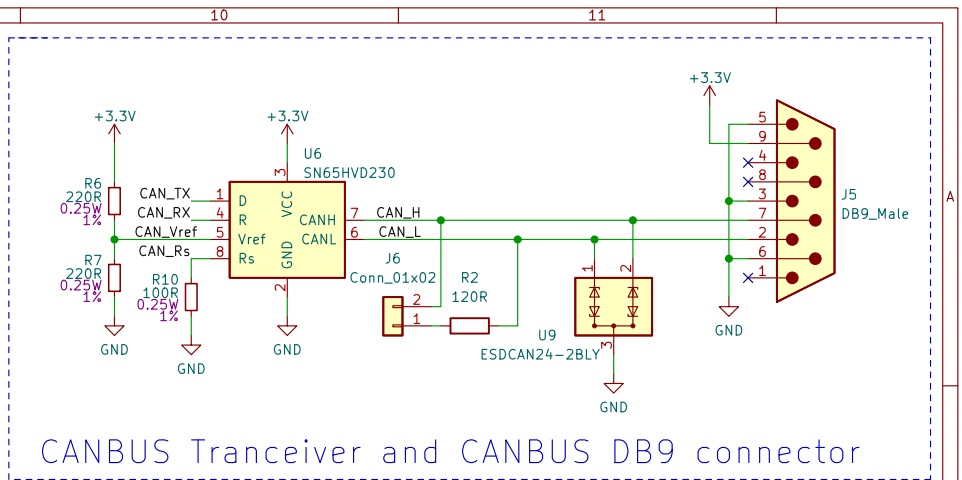 10
11
A
+3.3V
R6
220R
0.25W
1%
R7
220R
0.25W
1%
GND
CAN_TX
CAN_RX
CAN_Vref
CAN_Rs
R10
100R
0.25W
1%
GND
+3.3V
U6
SN65HVD230
3
VCC
1
D
4
R
5
Vref
8
Rs
GND
2
CANH
7
CANL
6
GND
CAN_H
CAN_L
J6
Conn_01x02
2
1
R2
120R
1
2
3
U9
ESDCAN24-2BLY
GND
+3.3V
5
9
4
8
3
7
2
6
1
J5
DB9_Male
GND
CANBUS Tranceiver and CANBUS DB9 connector